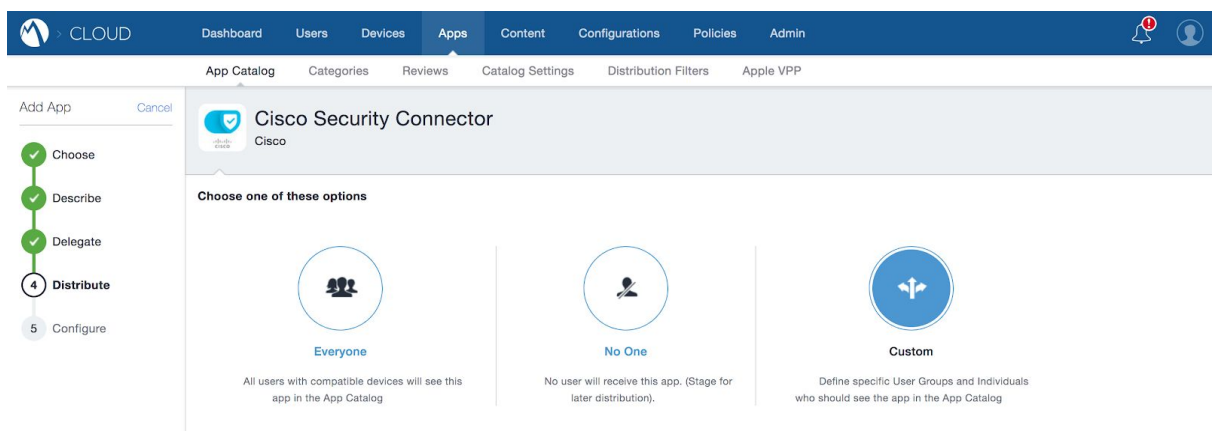 > CLOUD
Dashboard Users Devices Apps Content Configurations Policies Admin
App Catalog Categories Reviews Catalog Settings Distribution Filters Apple VPP
Add App Cancel
Choose
Describe
Delegate
4 Distribute
5 Configure
CISCO
Cisco Security Connector
Cisco
Choose one of these options
Everyone
All users with compatible devices will see this
app in the App Catalog
No One
No user will receive this app. (Stage for
later distribution).
Custom
Define specific User Groups and Individuals
who should see the app in the App Catalog